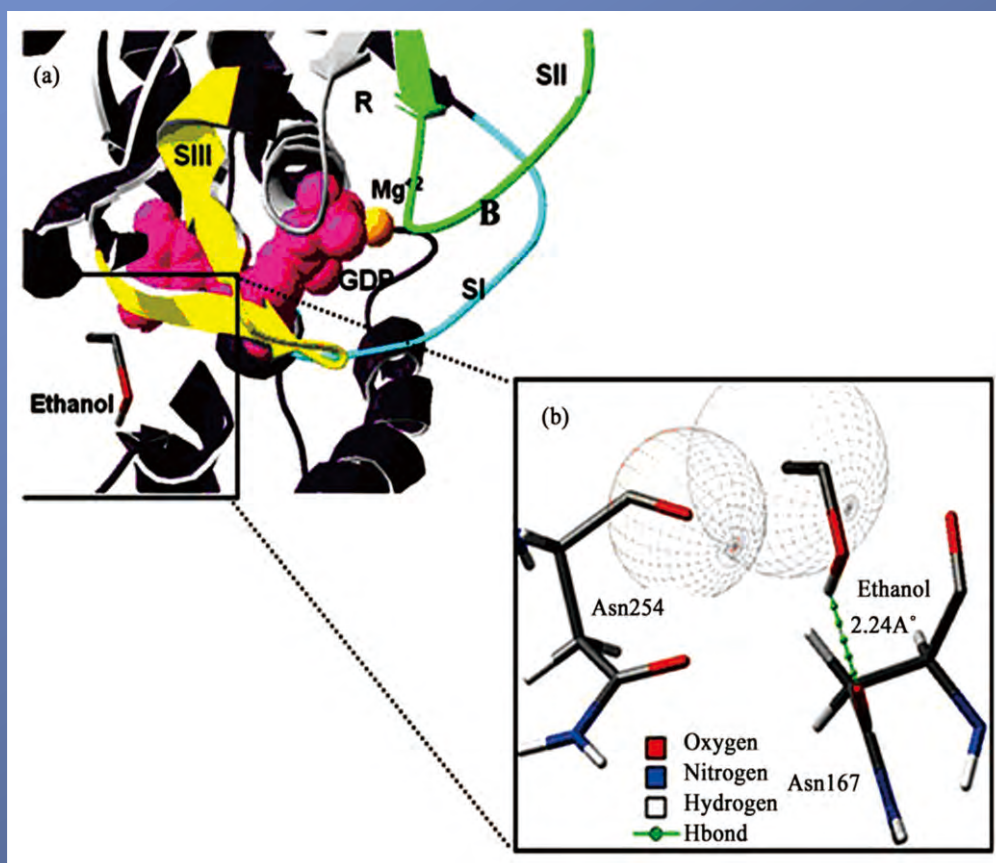 (a)
SII
R
SIII
Mg+2
B
GDP
SI
Ethanol
(b)
Ethanol
Asn254
2.24A°
Oxygen
Nitrogen
Asn167
Hydrogen
Hbond